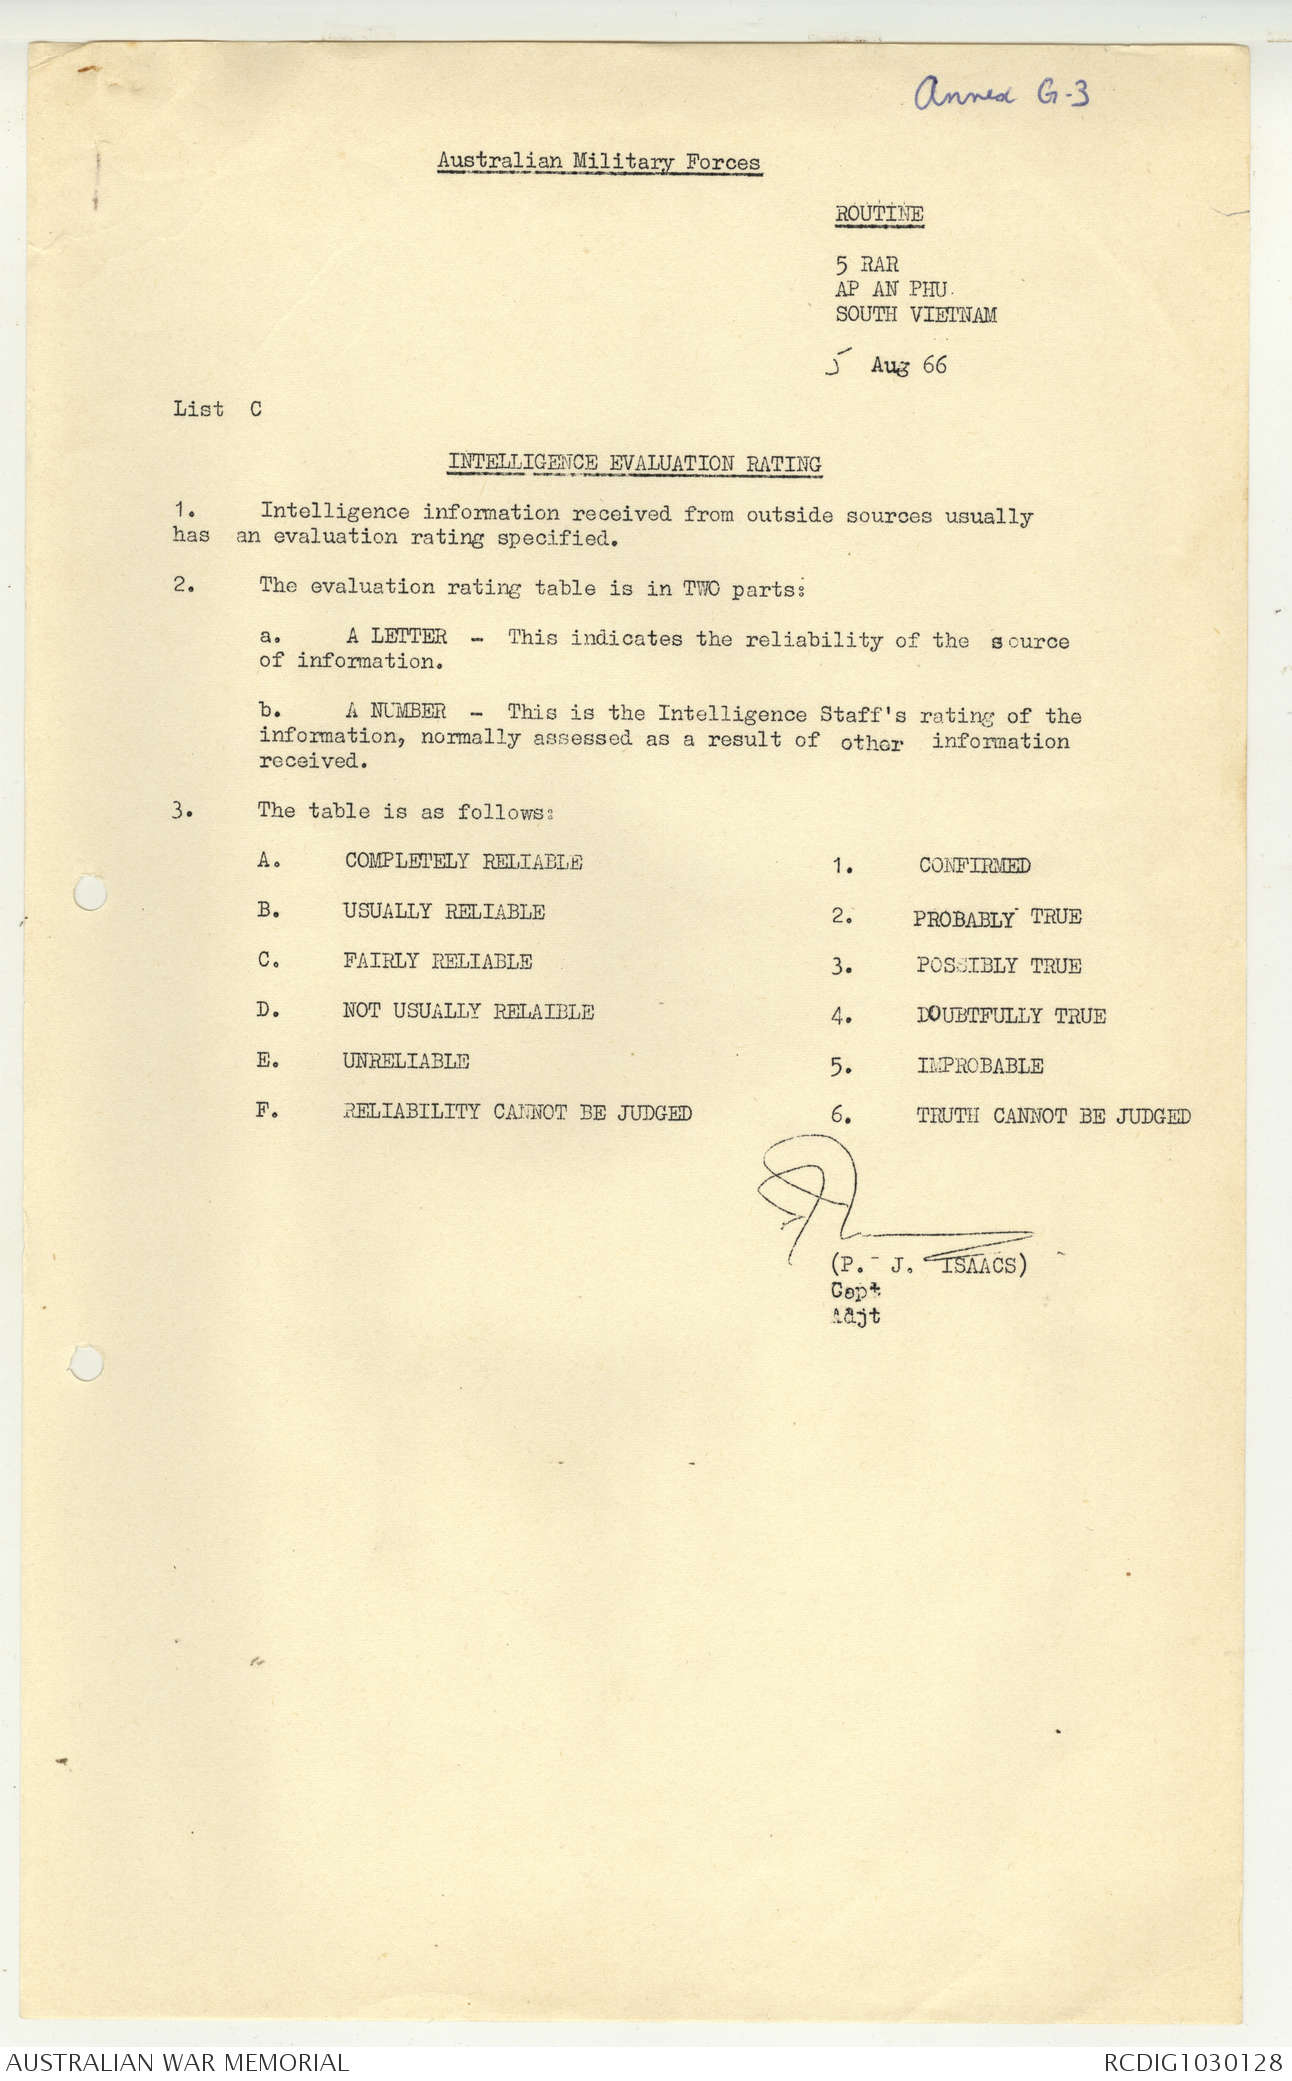 Annex G-3
Australian Military Forces
ROUTINE
5 RAR
AP AN PHU.
SOUTH VIETNAM
5 Aug 66
List C
INTELLIGENCE EVALUATION RATING
1. Intelligence information received from outside sources usually
has an evaluation rating specified.
2. The evaluation rating table is in TWO parts:
a. A LETTER - This indicates the reliability of the source
of information.
b. A NUMBER - This is the Intelligence Staff's rating of the
information, normally assessed as a result of other information
received.
3. The table is as follows:
A. COMPLETELY RELIABLE 1. CONFIRMED
B. USUALLY RELIABLE 2. PROBABLY TRUE
C. FAIRLY RELIABLE 3. POSSIBLY TRUE
D. NOT USUALLY RELAIBLE 4. DOUBTFULLY TRUE
E. UNRELIABLE 5. IMPROBABLE
F. RELIABILITY CANNOT BE JUDGED 6. TRUTH CANNOT BE JUDGED
(P. J. ISAACS)
Capt
Adjt
AUSTRALIAN WAR MEMORIAL RCDIG1030128